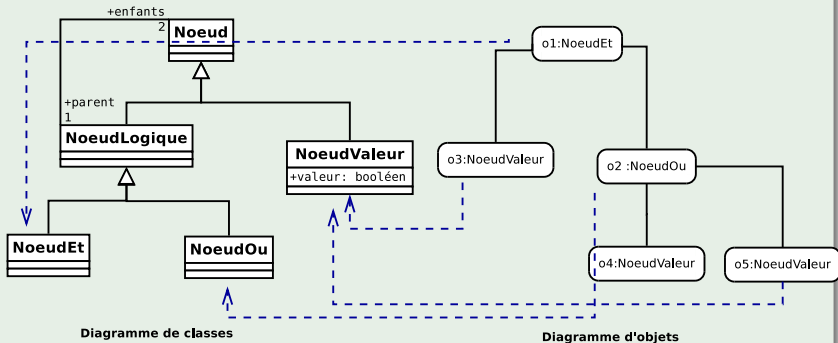 +enfants
2
Noeud
o1:NoeudEt
+parent
1
NoeudLogique
NoeudValeur
+valeur: booléen
o3:NoeudValeur
o2 :NoeudOu
NoeudEt
NoeudOu
o4:NoeudValeur
o5:NoeudValeur
Diagramme de classes
Diagramme d'objets